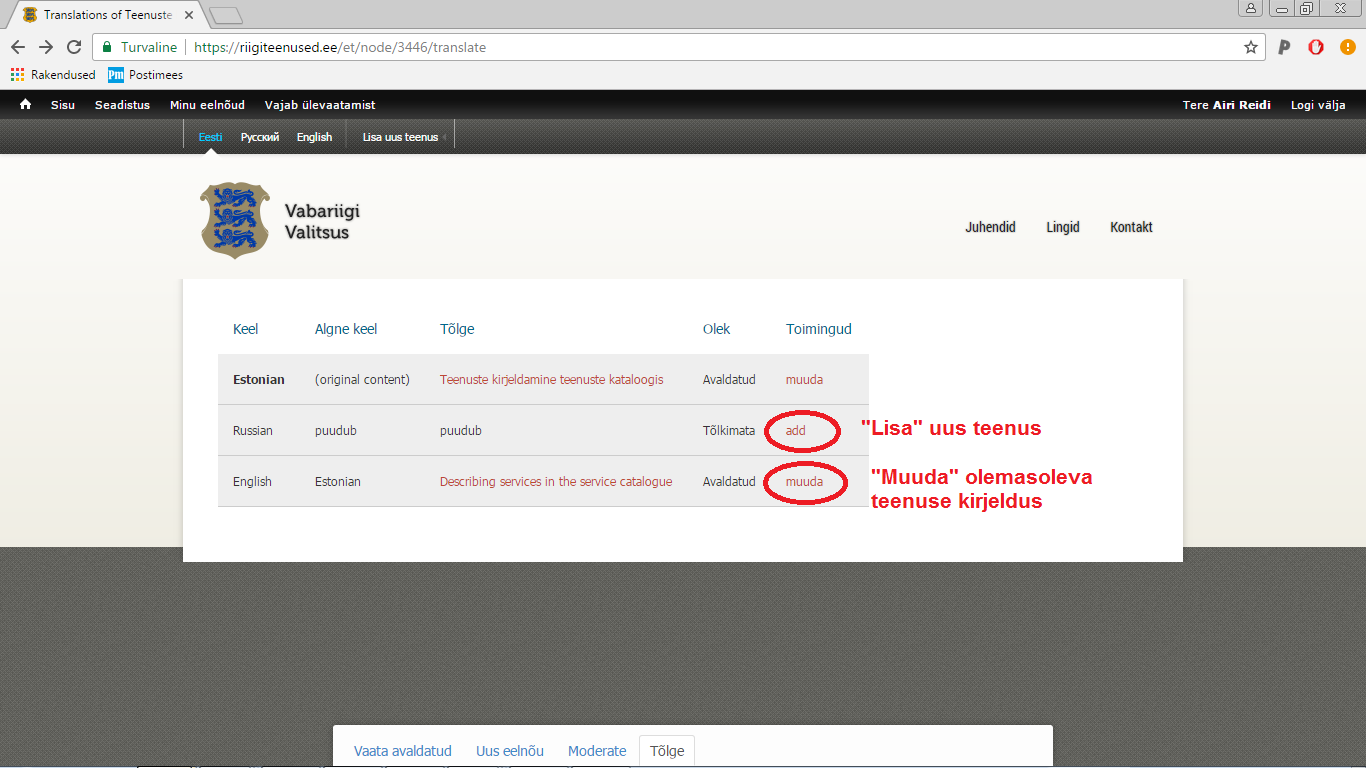 Translations of Teenuste
Turvaline https://riigiteenused.ee/et/node/3446/translate
Rakendused Pm Postimees
Sisu Seadistus Minu eelnõud Vajab ülevaatamist Tere Airi Reidi Logi välja
Eesti Русский English Lisa uus teenus
Vabariigi
Valitsus
Juhendid Lingid Kontakt
Keel Algne keel Tõlge Olek Toimingud
Estonian (original content) Teenuste kirjeldamine teenuste kataloogis Avaldatud muuda
Russian puudub puudub Tõlkimata add "Lisa" uus teenus
English Estonian Describing services in the service catalogue Avaldatud muuda "Muuda" olemasoleva
teenuse kirjeldus
Vaata avaldatud Uus eelnõu Moderate Tõlge